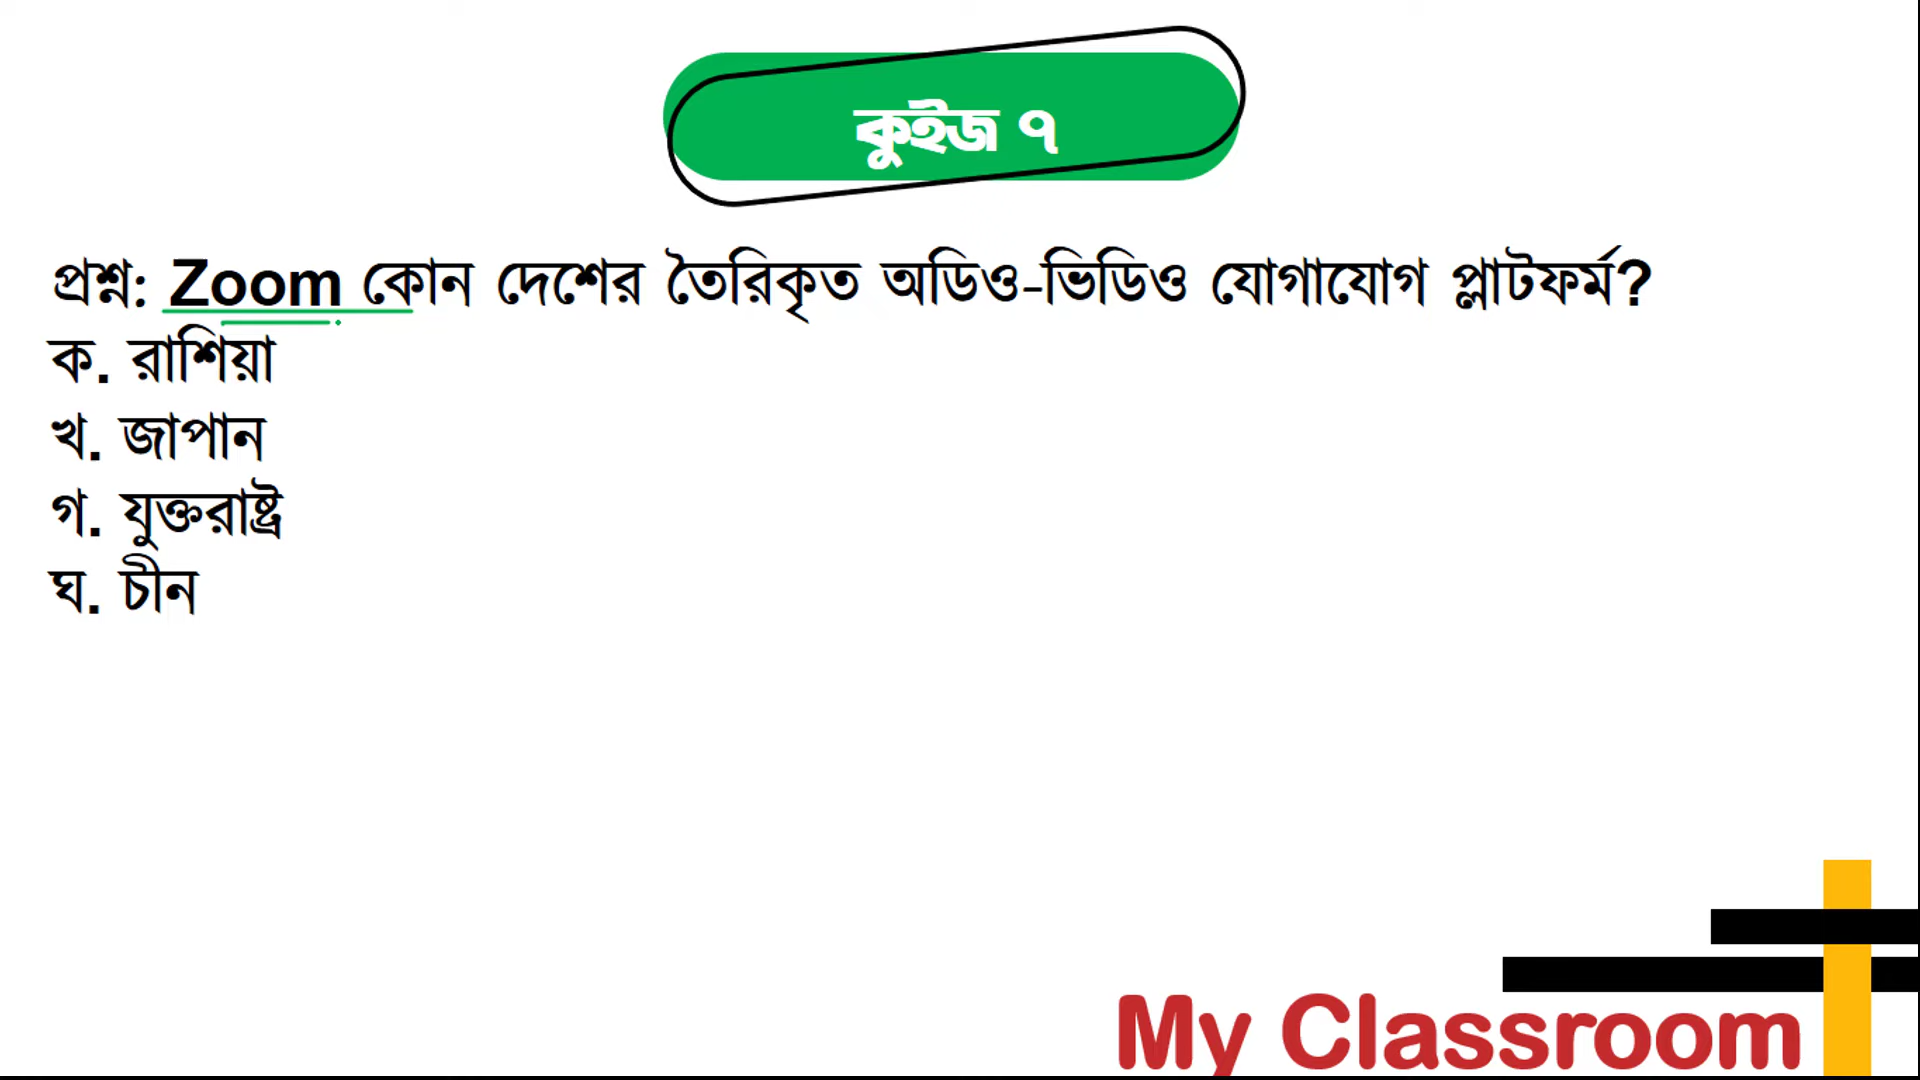 কুইজ ৭
প্রশ্ন: Zoom কোন দেশের তৈরিকৃত অডিও-ভিডিও যোগাযোগ প্লাটফর্ম?
ক. রাশিয়া
খ. জাপান
গ. যুক্তরাষ্ট্র
ঘ. চীন
My Classroom